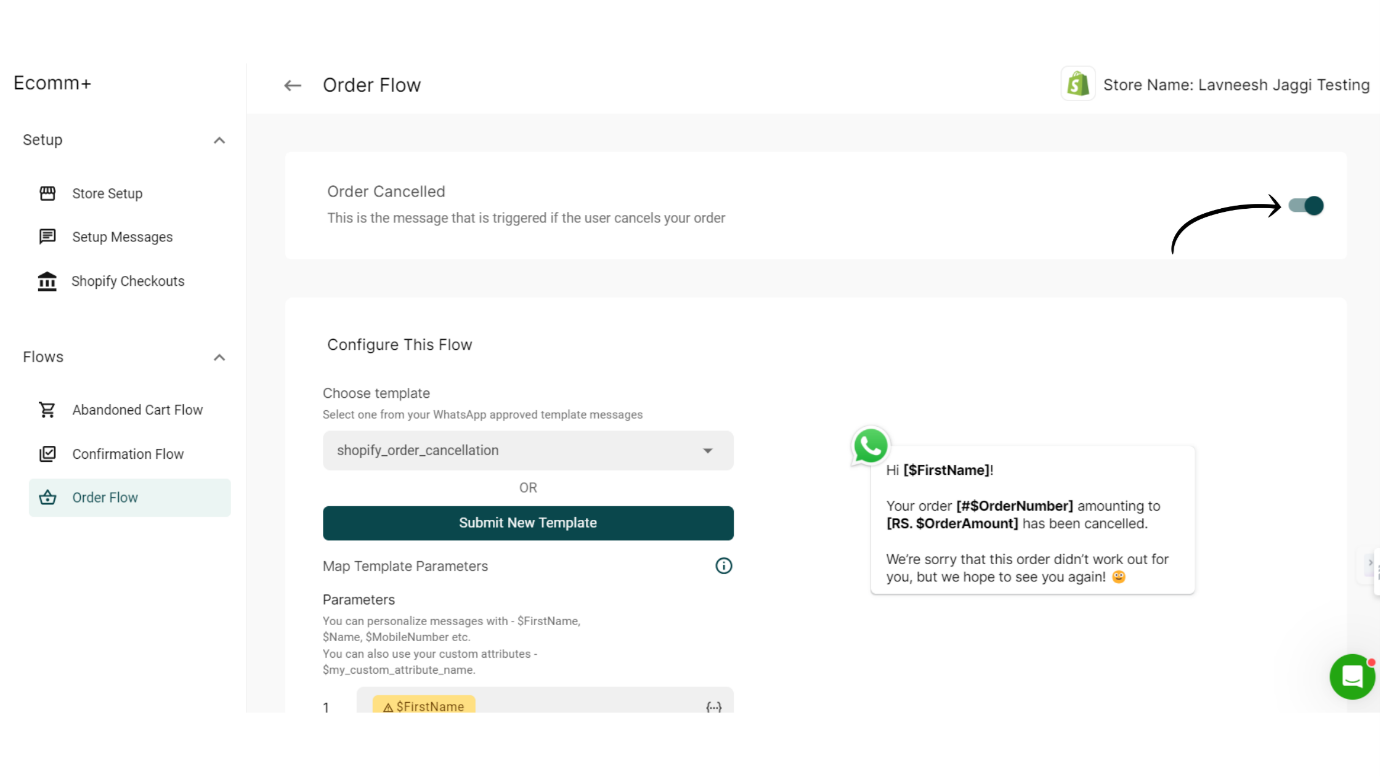 Ecomm+
Setup
Store Setup
Setup Messages
Shopify Checkouts
Flows
Abandoned Cart Flow
Confirmation Flow
Order Flow
Order Flow
Store Name: Lavneesh Jaggi Testing
Order Cancelled
This is the message that is triggered if the user cancels your order
Configure This Flow
Choose template
Select one from your WhatsApp approved template messages
shopify_order_cancellation
OR
Submit New Template
Map Template Parameters
Parameters
You can personalize messages with - $FirstName,
$Name, $MobileNumber etc.
You can also use your custom attributes -
$my_custom_attribute_name.
1
$FirstName
{...}
Hi [$FirstName]!
Your order [#$OrderNumber] amounting to
[RS. $OrderAmount] has been cancelled.
We're sorry that this order didn't work out for
you, but we hope to see you again! 😀